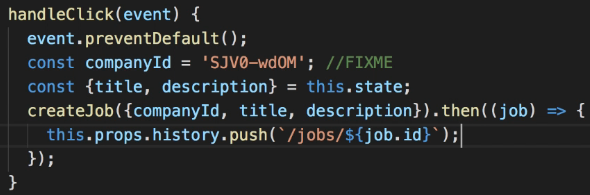 handleClick(event) {
  event.preventDefault();
  const companyId = 'SJV0-wdOM'; //FIXME
  const {title, description} = this.state;
  createJob({companyId, title, description}).then((job) => {
    this.props.history.push(`/jobs/${job.id}`);
  });
}